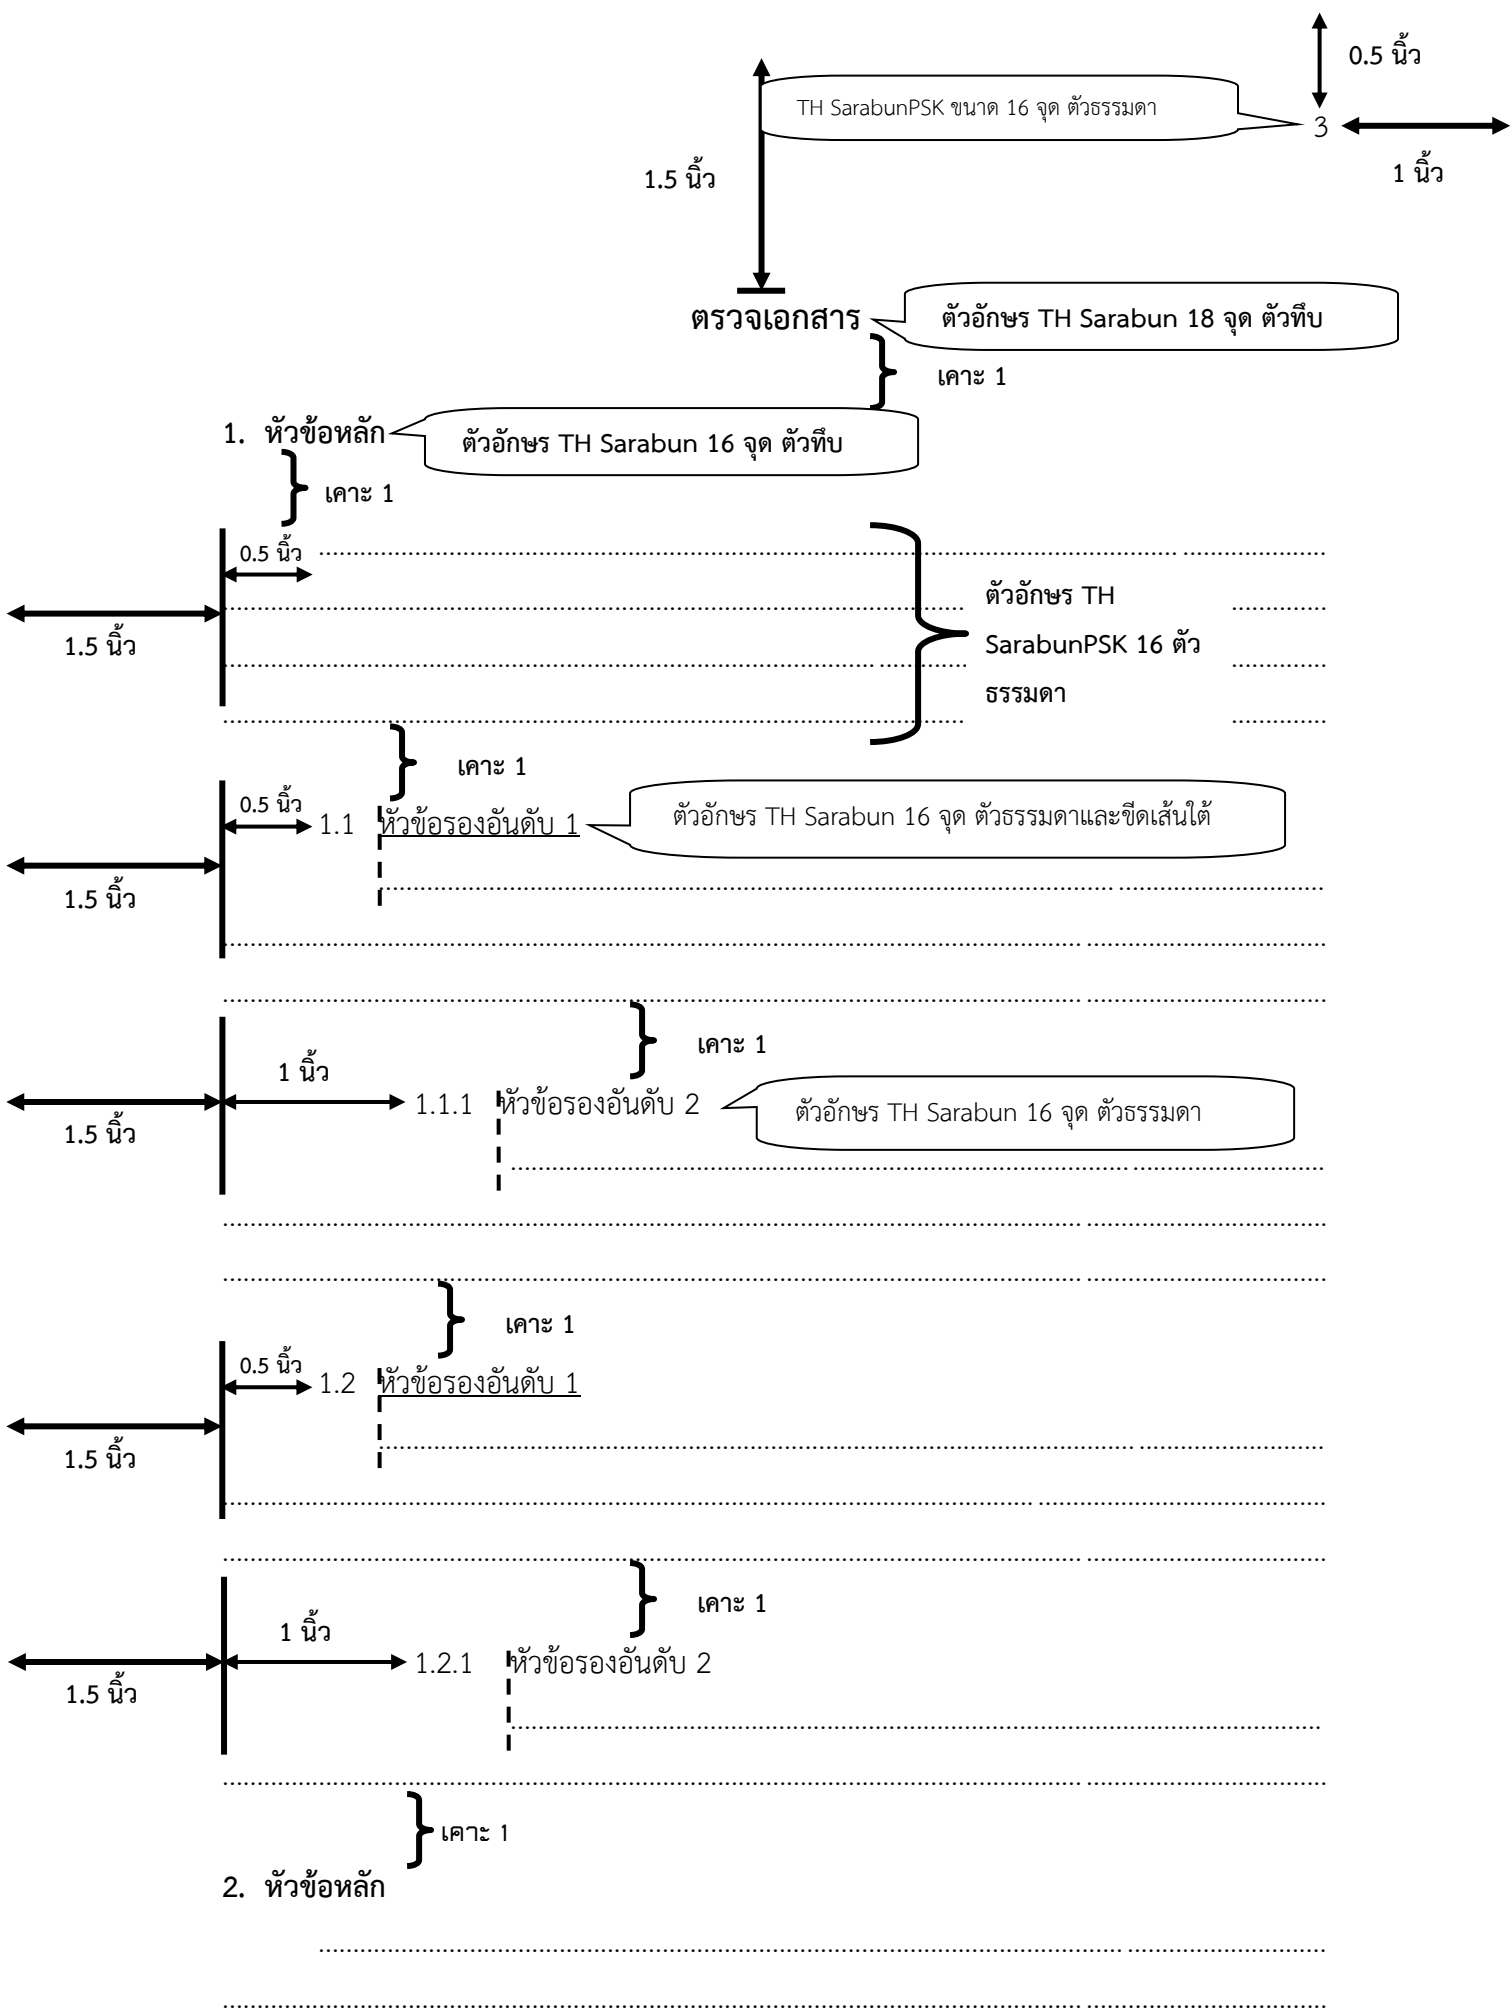 0.5 นิ้ว
TH SarabunPSK ขนาด 16 จุด ตัวธรรมดา
3
1.5 นิ้ว
1 นิ้ว
ตรวจเอกสาร
ตัวอักษร TH Sarabun 18 จุด ตัวทึบ
เคาะ 1
1. หัวข้อหลัก
ตัวอักษร TH Sarabun 16 จุด ตัวทึบ
เคาะ 1
0.5 นิ้ว
ตัวอักษร TH
SarabunPSK 16 ตัว
ธรรมดา
1.5 นิ้ว
เคาะ 1
0.5 นิ้ว
1.1 หัวข้อรองอันดับ 1
ตัวอักษร TH Sarabun 16 จุด ตัวธรรมดาและขีดเส้นใต้
1.5 นิ้ว
เคาะ 1
1 นิ้ว
1.1.1 หัวข้อรองอันดับ 2
ตัวอักษร TH Sarabun 16 จุด ตัวธรรมดา
1.5 นิ้ว
เคาะ 1
0.5 นิ้ว
1.2 หัวข้อรองอันดับ 1
1.5 นิ้ว
เคาะ 1
1 นิ้ว
1.2.1 หัวข้อรองอันดับ 2
1.5 นิ้ว
เคาะ 1
2. หัวข้อหลัก